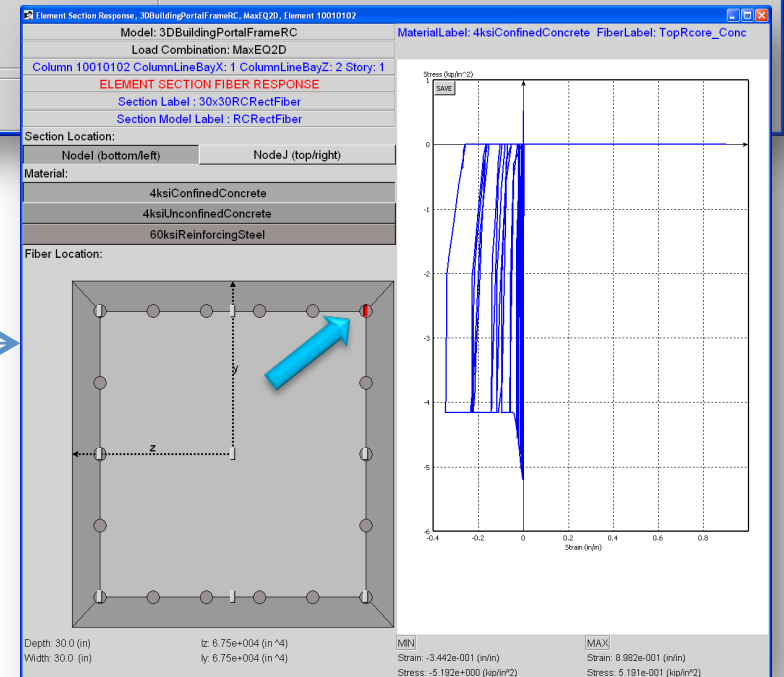 Element Section Response, 3DBuildingPortalFrameRC, MaxEQ2D, Element 10010102
Model: 3DBuildingPortalFrameRC
Load Combination: MaxEQ2D
Column 10010102 ColumnLineBayX: 1 ColumnLineBayZ: 2 Story: 1
ELEMENT SECTION FIBER RESPONSE
Section Label : 30x30RCRectFiber
Section Model Label : RCRectFiber
Section Location:
NodeI (bottom/left) NodeJ (top/right)
Material:
4ksiConfinedConcrete
4ksiUnconfinedConcrete
60ksiReinforcingSteel
Fiber Location:
y
z
Depth: 30.0 (in) Iz: 6.75e+004 (in ^4)
Width: 30.0 (in) Iy: 6.75e+004 (in ^4)
MaterialLabel: 4ksiConfinedConcrete FiberLabel: TopRcore_Conc
Stress (kip/in^2)
1
SAVE
0
-1
-2
-3
-4
-5
-6
-0.4 -0.2 0 0.2 0.4 0.6 0.8
Strain (in/in)
MIN MAX
Strain: -3.442e-001 (in/in) Strain: 8.982e-001 (in/in)
Stress: -5.192e+000 (kip/in^2) Stress: 5.191e-001 (kip/in^2)